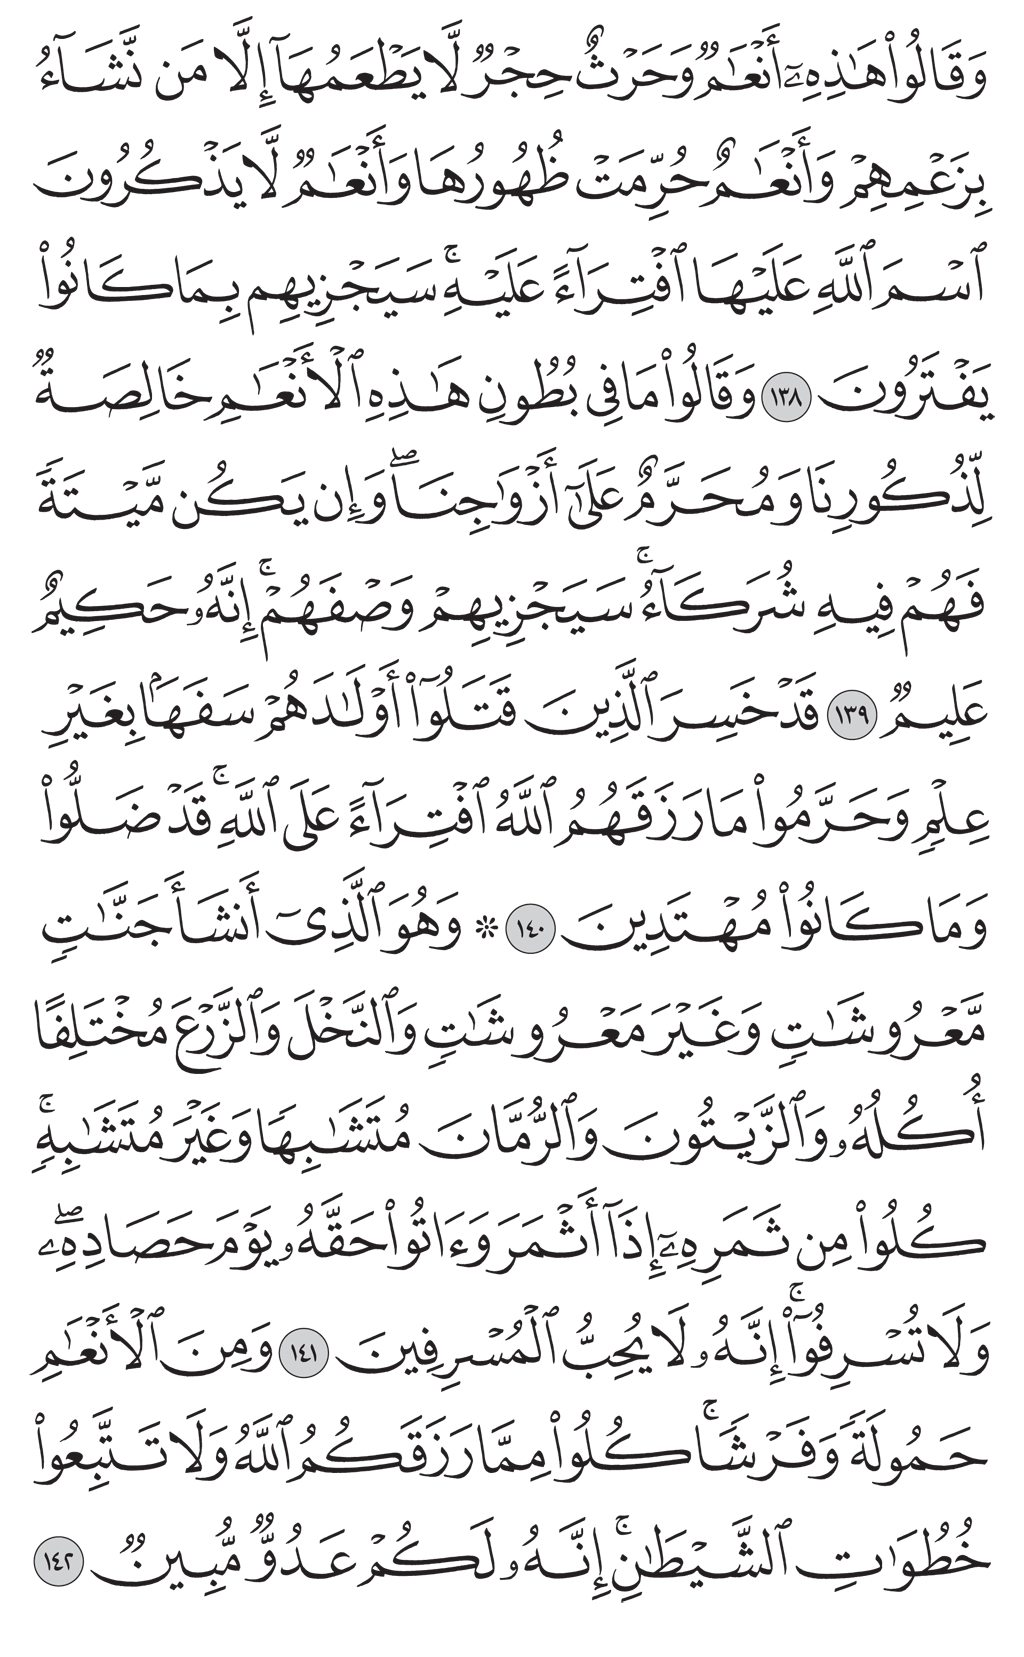 وَقَالُوا۟ هَـٰذِهِۦٓ أَنْعَـٰمٌ وَحَرْثٌ حِجْرٌ لَّا يَطْعَمُهَآ إِلَّا مَن نَّشَآءُ
بِزَعْمِهِمْ وَأَنْعَـٰمٌ حُرِّمَتْ ظُهُورُهَا وَأَنْعَـٰمٌ لَّا يَذْكُرُونَ
ٱسْمَ ٱللَّهِ عَلَيْهَا ٱفْتِرَآءً عَلَيْهِ ۚ سَيَجْزِيهِم بِمَا كَانُوا۟
يَفْتَرُونَ ١٣٨ وَقَالُوا۟ مَا فِى بُطُونِ هَـٰذِهِ ٱلْأَنْعَـٰمِ خَالِصَةٌ
لِّذُكُورِنَا وَمُحَرَّمٌ عَلَىٰٓ أَزْوَٰجِنَا ۖ وَإِن يَكُن مَّيْتَةً
فَهُمْ فِيهِ شُرَكَآءُ ۚ سَيَجْزِيهِمْ وَصْفَهُمْ ۚ إِنَّهُۥ حَكِيمٌ
عَلِيمٌ ١٣٩ قَدْ خَسِرَ ٱلَّذِينَ قَتَلُوٓا۟ أَوْلَـٰدَهُمْ سَفَهًۢا بِغَيْرِ
عِلْمٍ وَحَرَّمُوا۟ مَا رَزَقَهُمُ ٱللَّهُ ٱفْتِرَآءً عَلَى ٱللَّهِ ۚ قَدْ ضَلُّوا۟
وَمَا كَانُوا۟ مُهْتَدِينَ ١٤٠ ۞ وَهُوَ ٱلَّذِىٓ أَنشَأَ جَنَّـٰتٍ
مَّعْرُوشَـٰتٍ وَغَيْرَ مَعْرُوشَـٰتٍ وَٱلنَّخْلَ وَٱلزَّرْعَ مُخْتَلِفًا
أُكُلُهُۥ وَٱلزَّيْتُونَ وَٱلرُّمَّانَ مُتَشَـٰبِهًا وَغَيْرَ مُتَشَـٰبِهٍ ۚ
كُلُوا۟ مِن ثَمَرِهِۦٓ إِذَآ أَثْمَرَ وَءَاتُوا۟ حَقَّهُۥ يَوْمَ حَصَادِهِۦ ۖ
وَلَا تُسْرِفُوٓا۟ ۚ إِنَّهُۥ لَا يُحِبُّ ٱلْمُسْرِفِينَ ١٤١ وَمِنَ ٱلْأَنْعَـٰمِ
حَمُولَةً وَفَرْشًا ۚ كُلُوا۟ مِمَّا رَزَقَكُمُ ٱللَّهُ وَلَا تَتَّبِعُوا۟
خُطُوَٰتِ ٱلشَّيْطَـٰنِ ۚ إِنَّهُۥ لَكُمْ عَدُوٌّ مُّبِينٌ ١٤٢